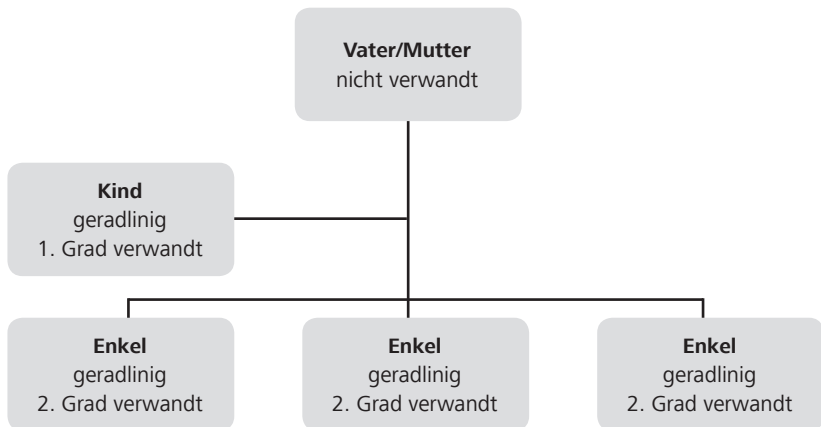 Vater/Mutter
nicht verwandt
Kind
geradlinig
1. Grad verwandt
Enkel
geradlinig
2. Grad verwandt
Enkel
geradlinig
2. Grad verwandt
Enkel
geradlinig
2. Grad verwandt